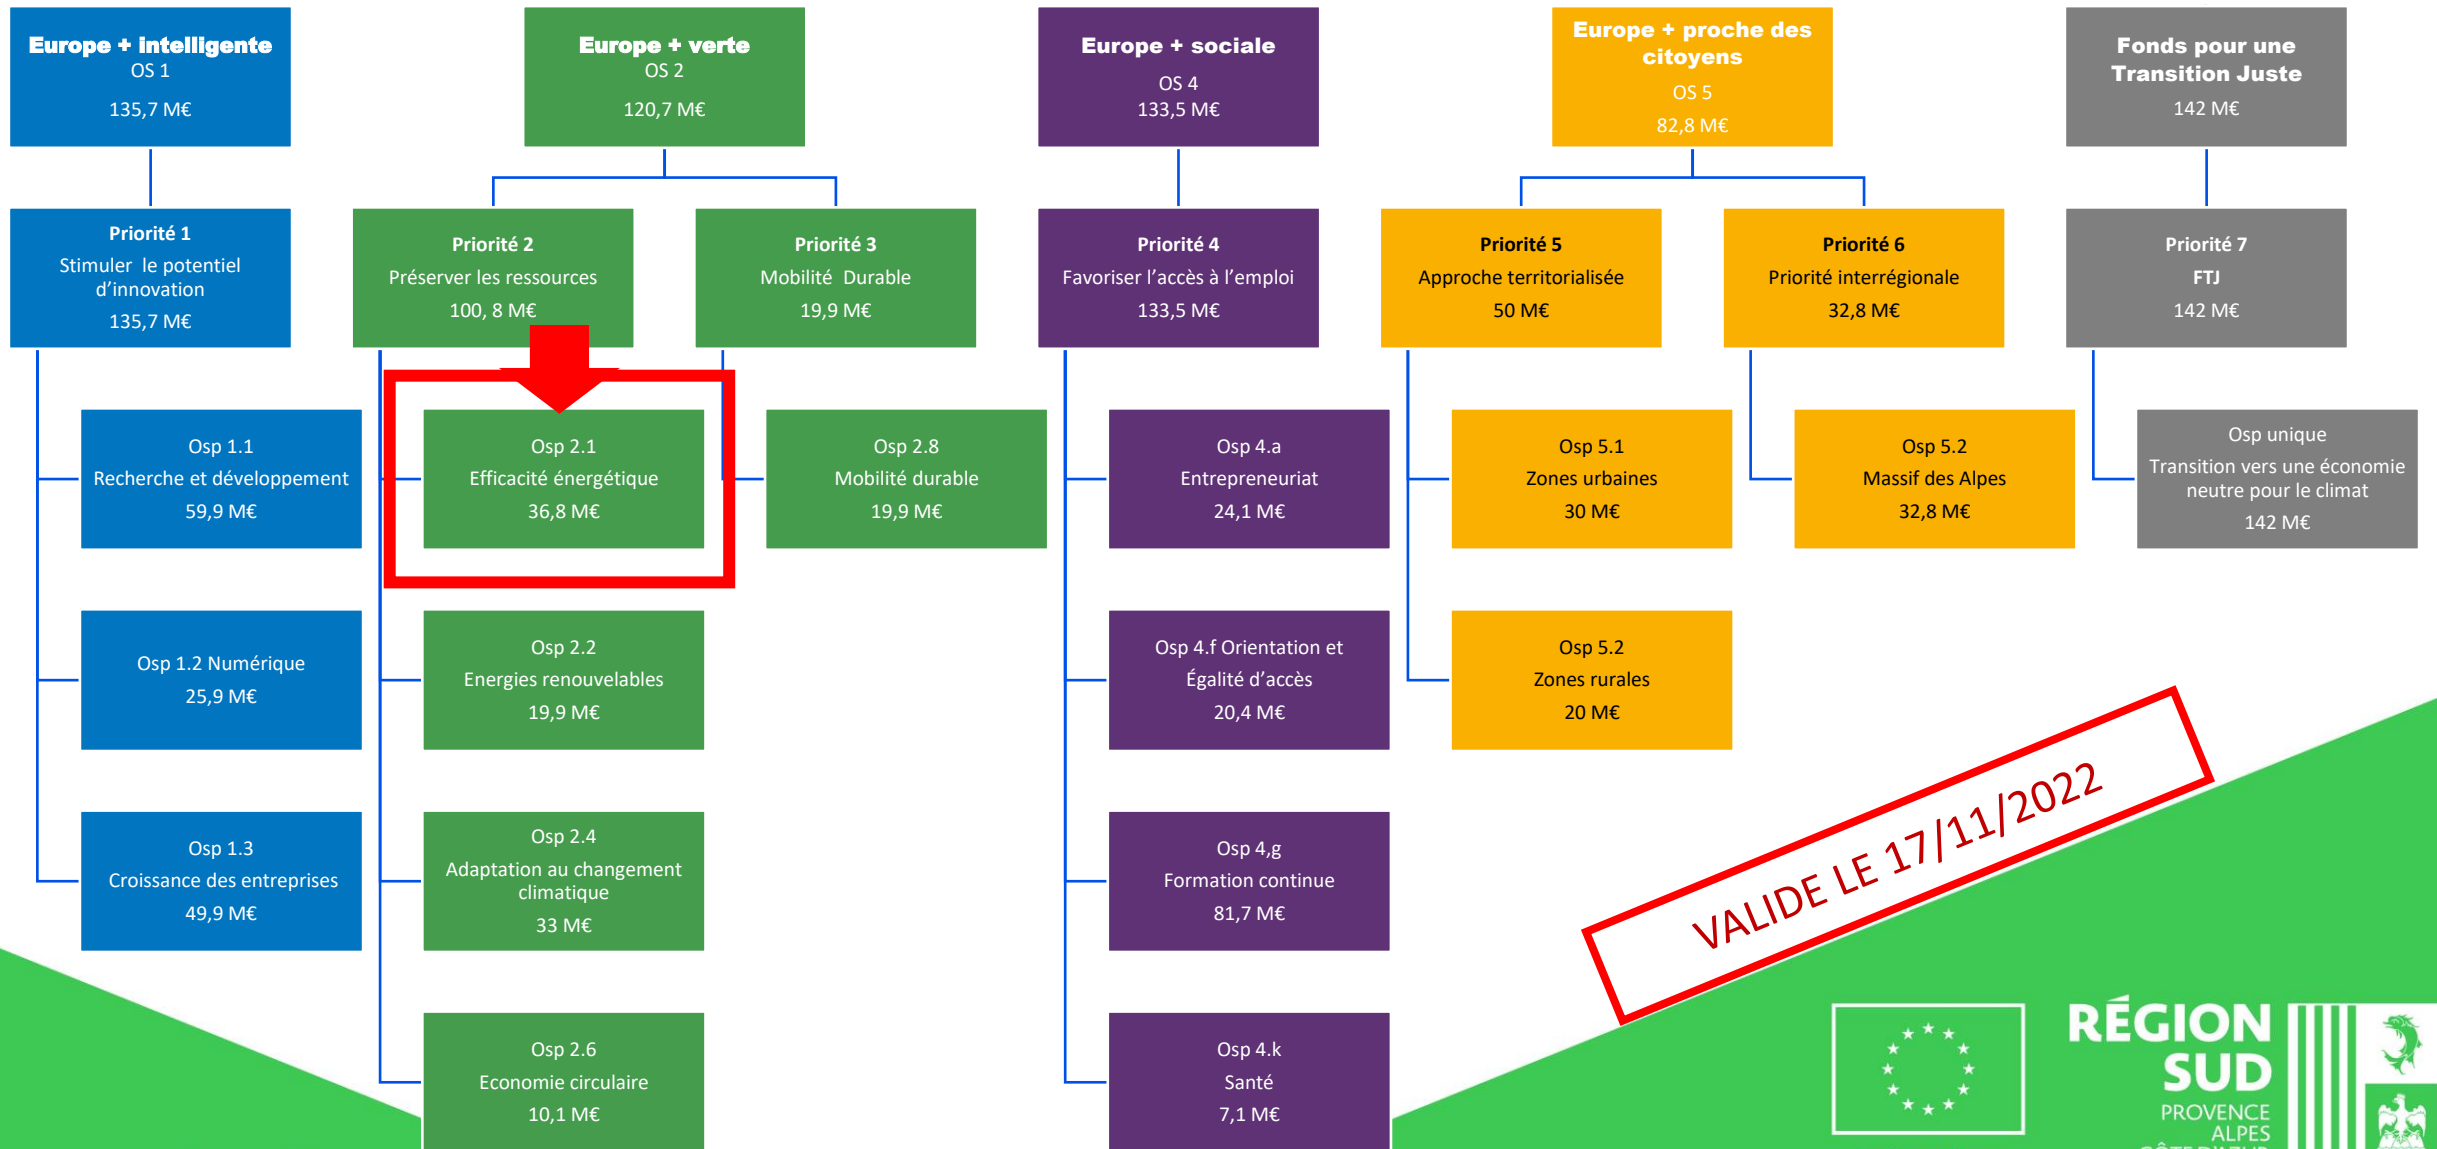 Europe + intelligente
OS 1
135,7 M€
Europe + verte
OS 2
120,7 M€
Europe + sociale
OS 4
133,5 M€
Europe + proche des
citoyens
OS 5
82,8 M€
Fonds pour une
Transition Juste
142 M€
Priorité 1
Stimuler le potentiel
d’innovation
135,7 M€
Priorité 2
Préserver les ressources
100, 8 M€
Priorité 3
Mobilité Durable
19,9 M€
Priorité 4
Favoriser l’accès à l’emploi
133,5 M€
Priorité 5
Approche territorialisée
50 M€
Priorité 6
Priorité interrégionale
32,8 M€
Priorité 7
FTJ
142 M€
Osp 1.1
Recherche et développement
59,9 M€
Osp 2.1
Efficacité énergétique
36,8 M€
Osp 2.8
Mobilité durable
19,9 M€
Osp 4.a
Entrepreneuriat
24,1 M€
Osp 5.1
Zones urbaines
30 M€
Osp 5.2
Massif des Alpes
32,8 M€
Osp unique
Transition vers une économie
neutre pour le climat
142 M€
Osp 1.2 Numérique
25,9 M€
Osp 2.2
Energies renouvelables
19,9 M€
Osp 4.f Orientation et
Égalité d’accès
20,4 M€
Osp 5.2
Zones rurales
20 M€
Osp 1.3
Croissance des entreprises
49,9 M€
Osp 2.4
Adaptation au changement
climatique
33 M€
Osp 4,g
Formation continue
81,7 M€
VALIDE LE 17/11/2022
Osp 2.6
Economie circulaire
10,1 M€
Osp 4.k
Santé
7,1 M€
RÉGION
SUD
PROVENCE
ALPES
CÔTE D'AZUR